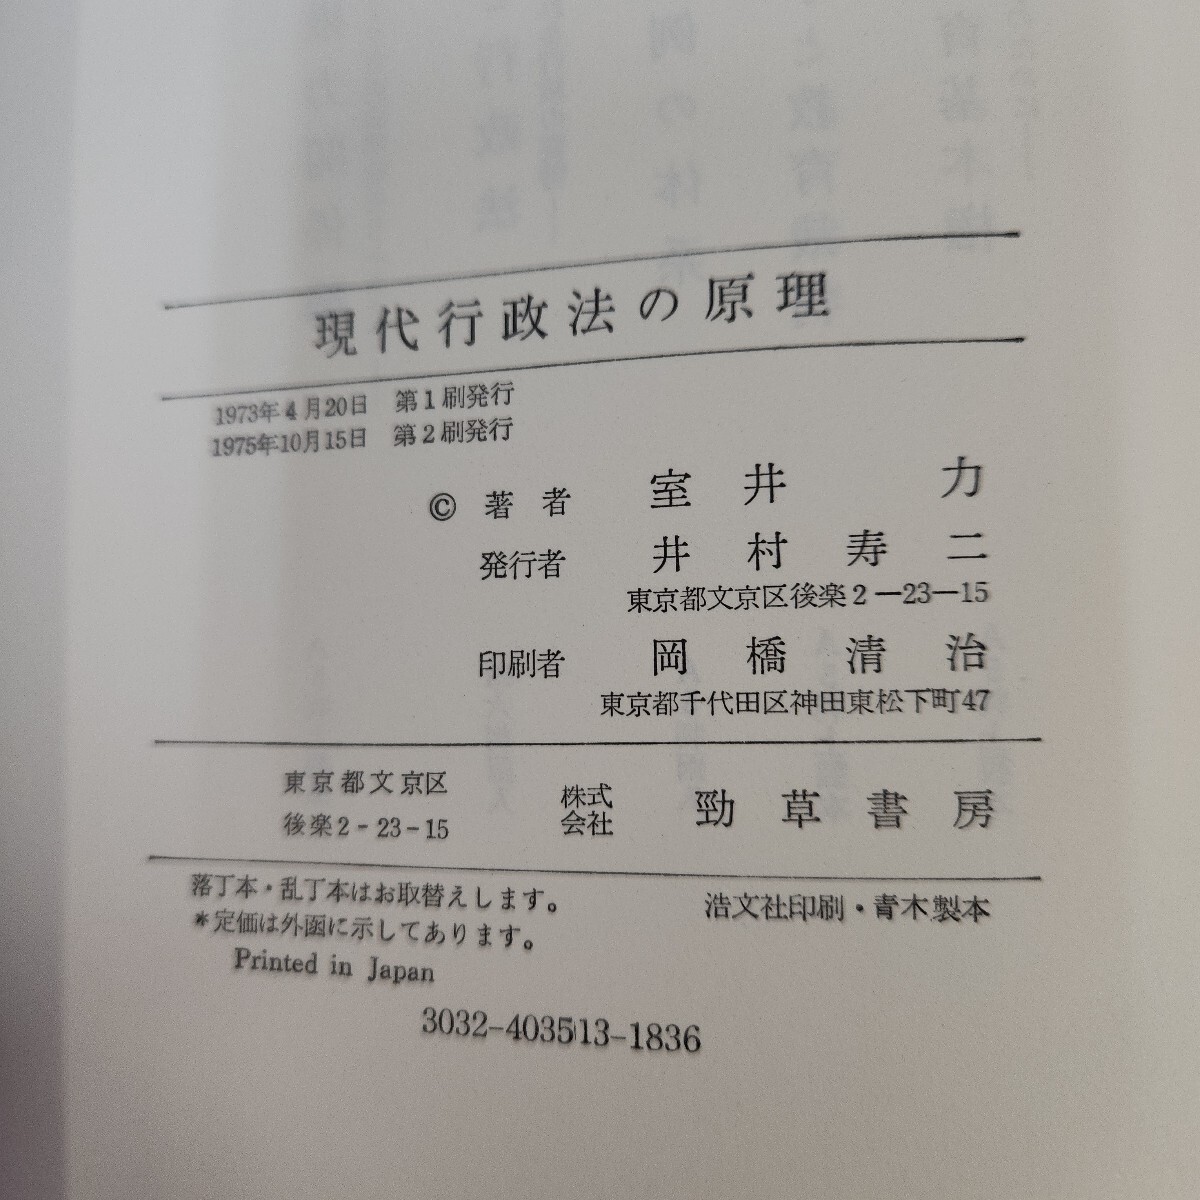 現代行政法の原理
1973年4月20日 第1刷発行
1975年10月15日 第2刷発行
© 著者 室井 力
発行者 井村寿二
東京都文京区後楽2—23—15
印刷者 岡橋清治
東京都千代田区神田東松下町47
東京都文京区
後楽2-23-15
株式
会社
勁草書房
落丁本・乱丁本はお取替えします。
*定価は外函に示してあります。
Printed in Japan
浩文社印刷・青木製本
3032-403513-1836